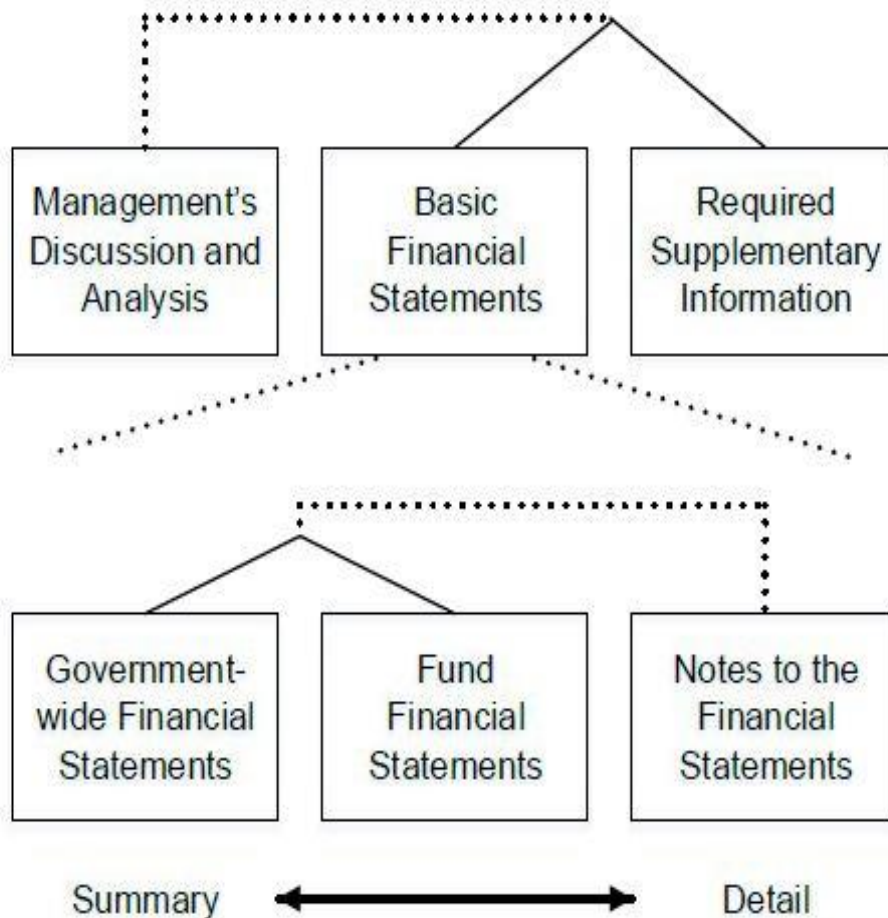 Management's
Discussion and
Analysis
Basic
Financial
Statements
Required
Supplementary
Information
Government-
wide Financial
Statements
Fund
Financial
Statements
Notes to the
Financial
Statements
Summary
Detail